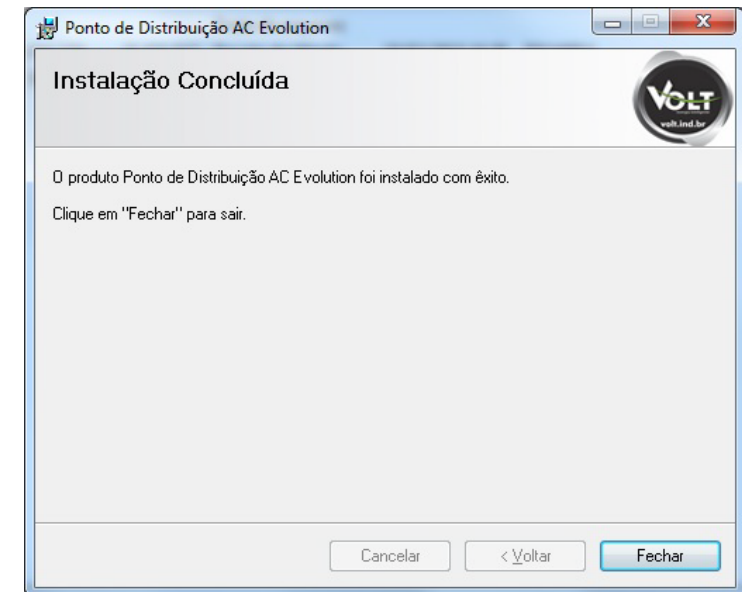 Ponto de Distribuição AC Evolution
Instalação Concluída
VOLT
volt.ind.br
O produto Ponto de Distribuição AC Evolution foi instalado com êxito.
Clique em "Fechar" para sair.
Cancelar
< Voltar
Fechar